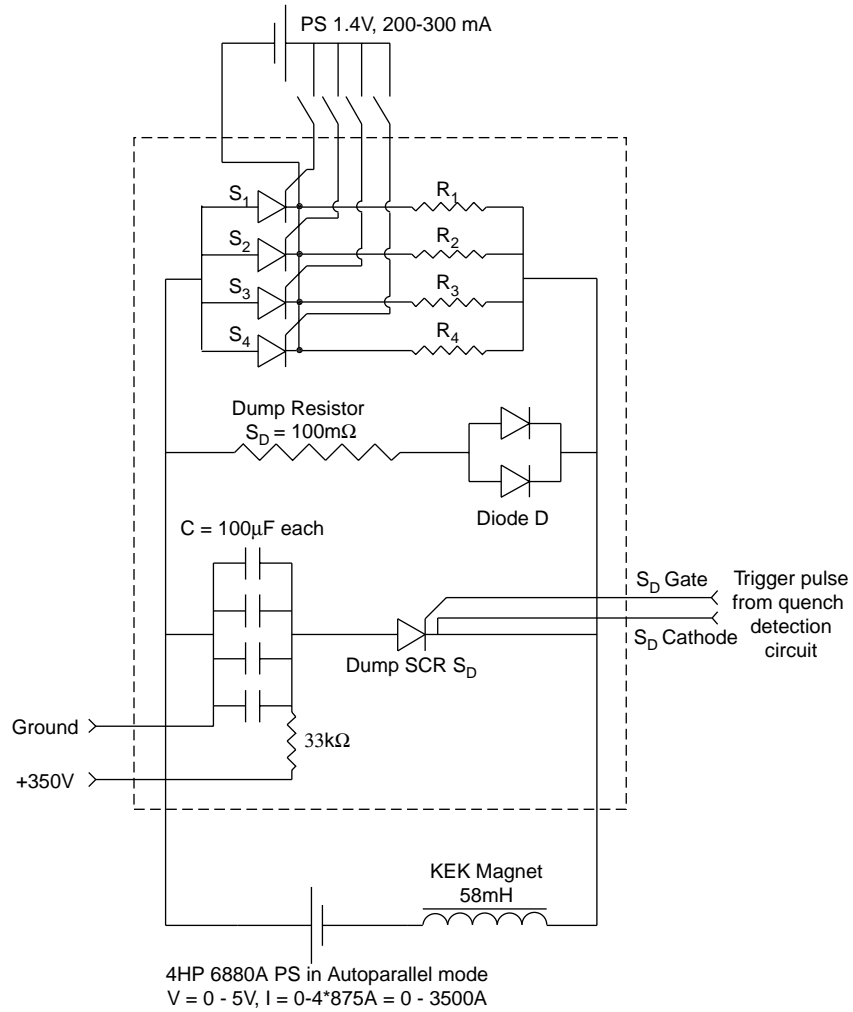 PS 1.4V, 200-300 mA
S1
R1
S2
R2
S3
R3
S4
R4
Dump Resistor
SD = 100mΩ
Diode D
C = 100μF each
SD Gate
Trigger pulse
from quench
detection
circuit
SD Cathode
Dump SCR SD
Ground
33kΩ
+350V
KEK Magnet
58mH
4HP 6880A PS in Autoparallel mode
V = 0 - 5V, I = 0-4*875A = 0 - 3500A